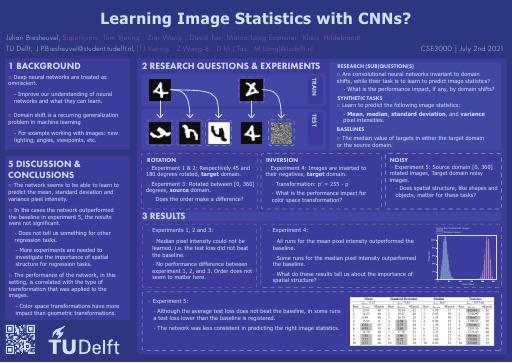 Learning Image Statistics with CNNs?
Julian Biesheuvel, Supervisors: Tom Viering, Ziqi Wang, David Tax, Marco Loog Examiner: Klaus Hildebrandt
TU Delft, J.P.Biesheuvel@student.tudelft.nl, {T.J.Viering, Z.Wang-8, D.M.J.Tax, M.Loog}@tudelft.nl
CSE3000 | July 2nd 2021
1 BACKGROUND
Deep neural networks are treated as
omniscient.
- Improve our understanding of neural
networks and what they can learn.
Domain shift is a recurring generalization
problem in machine learning
- For example working with images: new
lighting, angles, viewpoints, etc.
5 DISCUSSION &
CONCLUSIONS
The network seems to be able to learn to
predict the mean, standard deviation and
variance pixel intensity.
In the cases the network outperformed
the baseline in experiment 5, the results
were not significant.
- Does not tell us something for other
regression tasks.
- More experiments are needed to
investigate the importance of spatial
structure for regression tasks.
The performance of the network, in this
setting, is correlated with the type of
transformation that was applied to the
images.
- Color space transformations have more
impact than geometric transformations.
TUDelft
2 RESEARCH QUESTIONS & EXPERIMENTS
TRAIN
TEST
RESEARCH (SUB)QUESTION(S)
Are convolutional neural networks invariant to domain
shifts, while their task is to learn to predict image statistics?
- What is the performance impact, if any, by domain shifts?
SYNTHETIC TASKS
Learn to predict the following image statistics:
- Mean, median, standard deviation, and variance
pixel intensities.
BASELINES
The median value of targets in either the target domain
or the source domain.
ROTATION
- Experiment 1 & 2: Respectively 45 and
180 degrees rotated, target domain.
- Experiment 3: Rotated between [0, 360]
degrees, source domain.
- Does the order make a difference?
INVERSION
- Experiment 4: Images are inverted to
their negatives, target domain.
- Transformation: p' = 255 - p
- What is the performance impact for
color space transformation?
NOISY
- Experiment 5: Source domain [0, 360]
rotated images, Target domain noisy
images.
- Does spatial structure, like shapes and
objects, matter for these tasks?
3 RESULTS
- Experiments 1, 2 and 3:
- Median pixel intensity could not be
learned, i.e. the test loss did not beat
the baseline.
- No performance difference between
experiment 1, 2, and 3. Order does not
seem to matter here.
- Experiment 4:
- All runs for the mean pixel intensity outperformed the
baseline.
- Some runs for the median pixel intensity outperformed the
baseline.
- What do these results tell us about the importance of
spatial structure?
- Experiment 5:
- Although the average test loss does not beat the baseline, in some runs
a test loss lower than the baseline is registered.
- The network was less consistent in predicting the right image statistics.
Mean Standard Deviation Median Variance